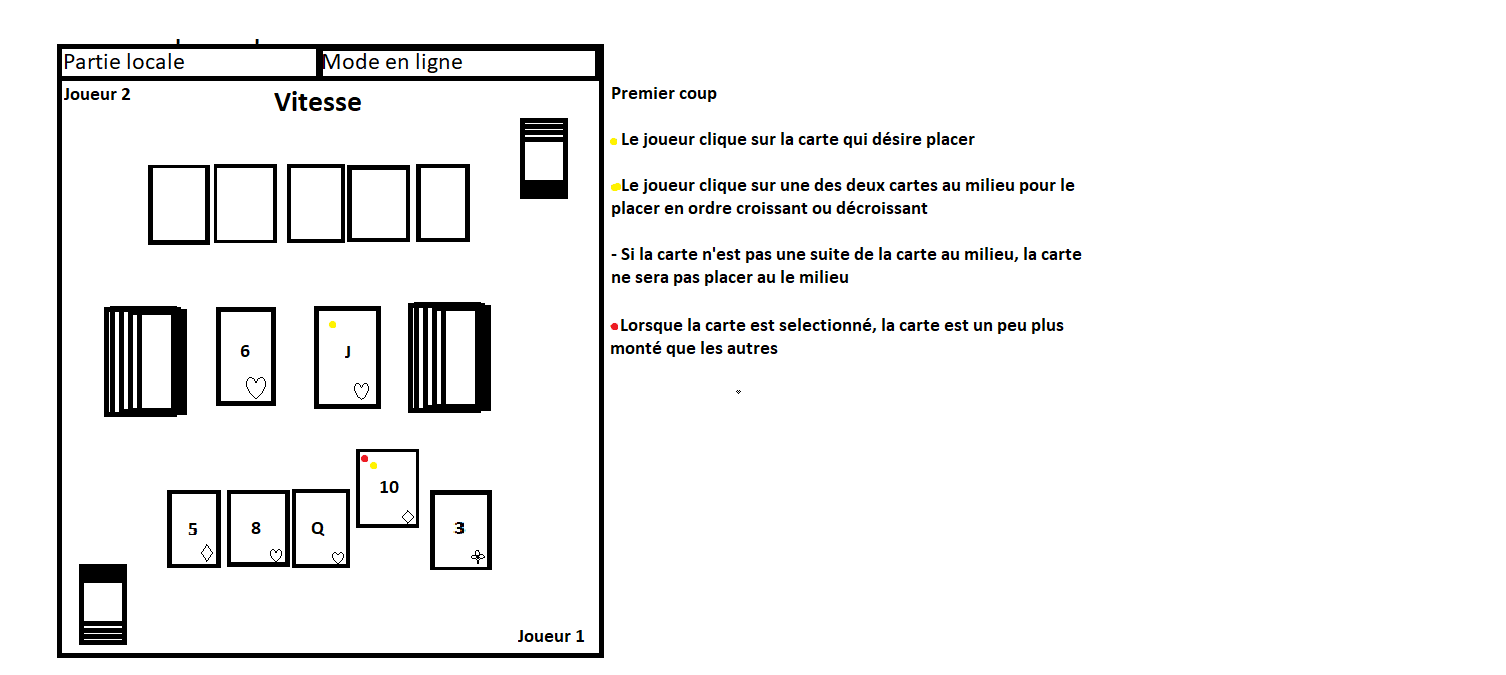 Partie locale
Mode en ligne
Joueur 2
Vitesse
6
J
10
5
8
Q
3
Joueur 1
Premier coup
Le joueur clique sur la carte qui désire placer
Le joueur clique sur une des deux cartes au milieu pour le
placer en ordre croissant ou décroissant
- Si la carte n'est pas une suite de la carte au milieu, la carte
ne sera pas placer au le milieu
Lorsque la carte est selectionné, la carte est un peu plus
monté que les autres